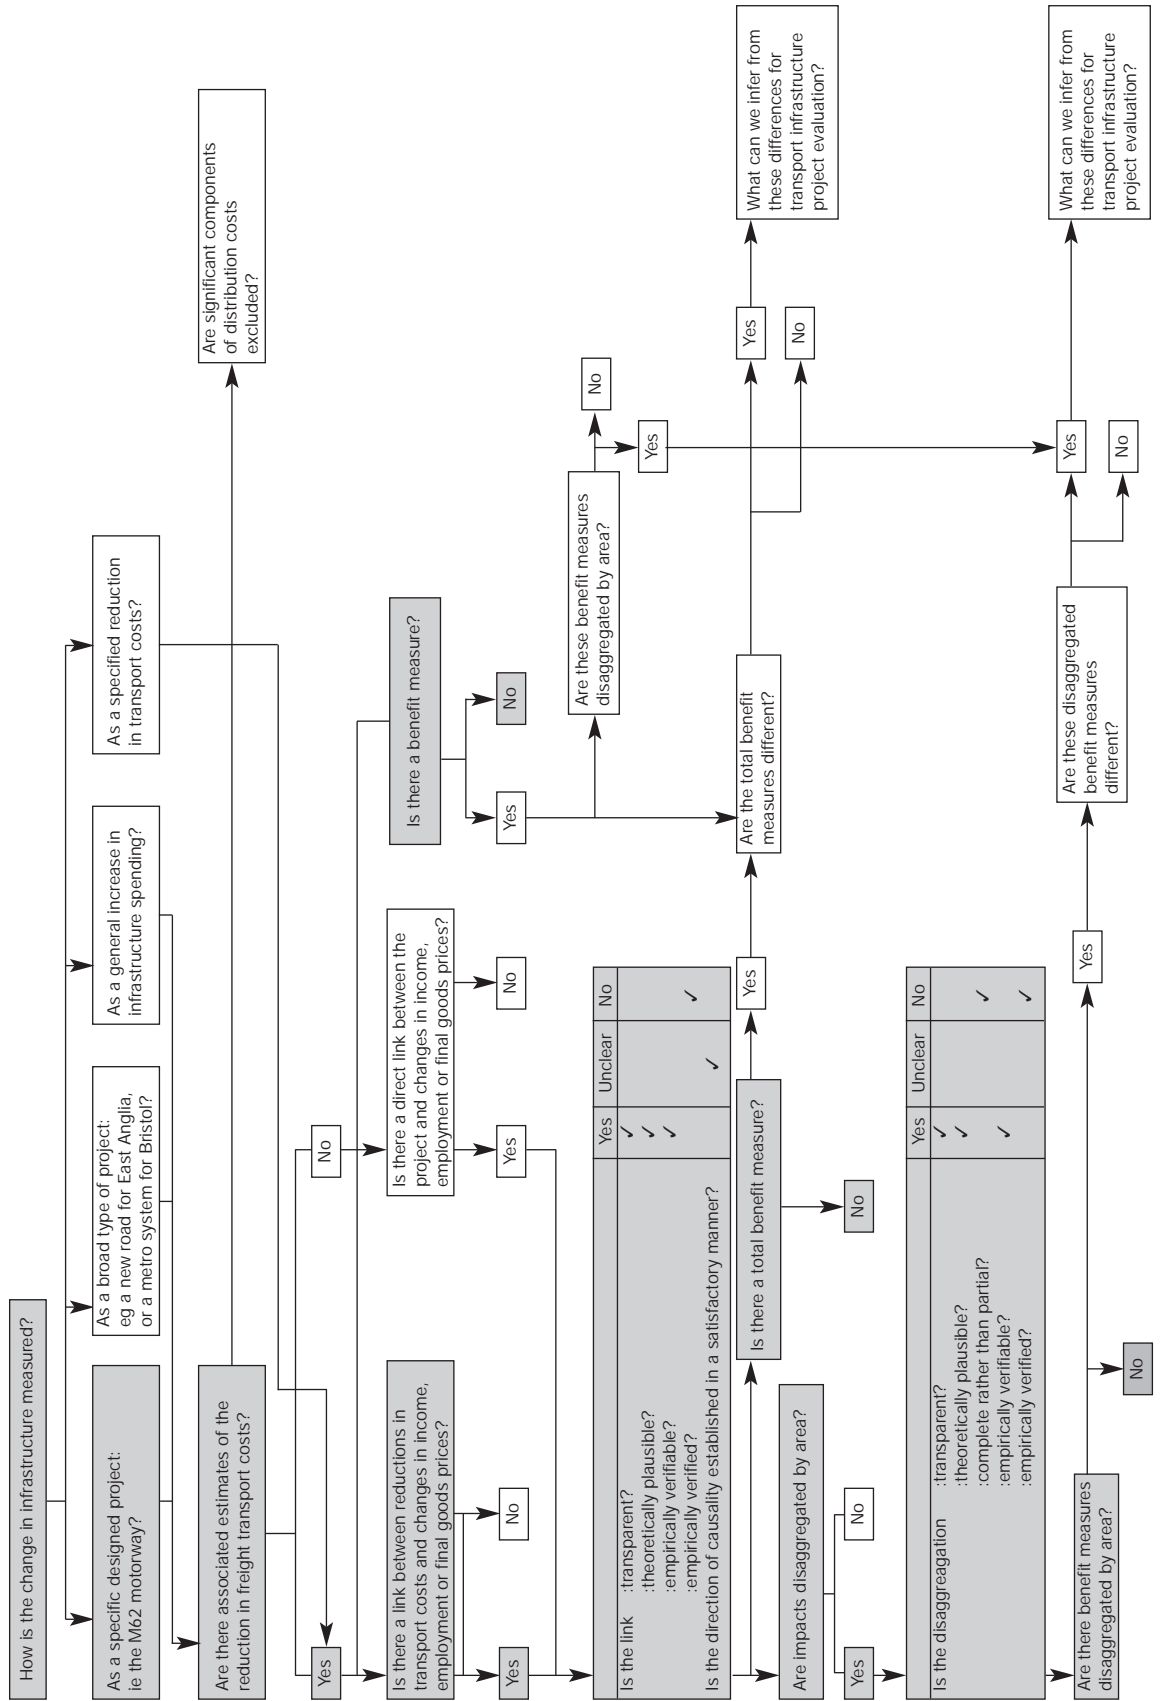 How is the change in infrastructure measured?
As a specific designed project:
ie the M62 motorway?
As a broad type of project:
eg a new road for East Anglia,
or a metro system for Bristol?
As a general increase in
infrastructure spending?
As a specified reduction
in transport costs?
Are there associated estimates of the
reduction in freight transport costs?
Are significant components
of distribution costs
excluded?
Yes
No
Is there a link between reductions in
transport costs and changes in income,
employment or final goods prices?
Is there a direct link between the
project and changes in income,
employment or final goods prices?
Is there a benefit measure?
Yes
No
Yes
No
Yes
No
Are these benefit measures
disaggregated by area?
No
Yes
Yes Unclear No
Is the link :transparent? ✓
:theoretically plausible? ✓
:empirically verifiable? ✓
:empirically verified? ✓
Is the direction of causality established in a satisfactory manner? ✓
Is there a total benefit measure?
Yes
No
Are the total benefit
measures different?
Yes
No
What can we infer from
these differences for
transport infrastructure
project evaluation?
Are impacts disaggregated by area?
Yes
No
Yes Unclear No
Is the disaggreagation :transparent? ✓
:theoretically plausible? ✓
:complete rather than partial? ✓
:empirically verifiable? ✓
:empirically verified? ✓
Are there benefit measures
disaggregated by area?
Yes
No
Are these disaggregated
benefit measures
different?
Yes
No
What can we infer from
these differences for
transport infrastructure
project evaluation?